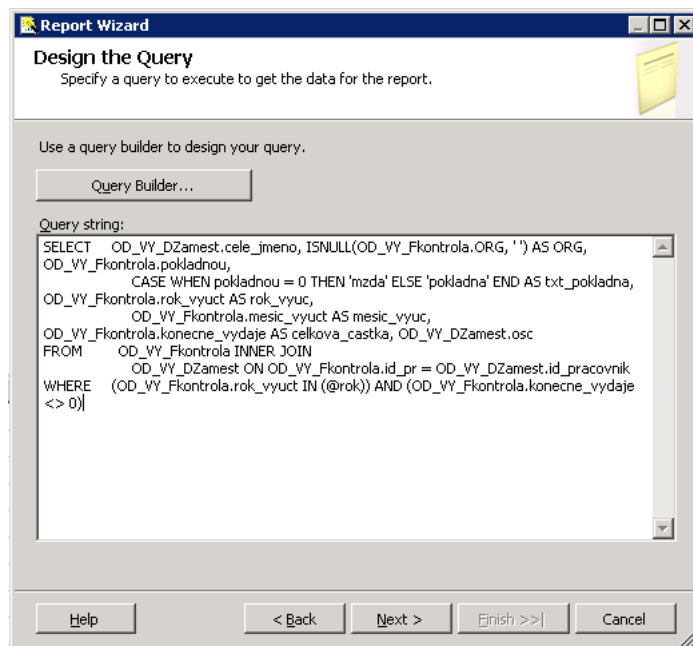 Report Wizard
Design the Query
Specify a query to execute to get the data for the report.
Use a query builder to design your query.
Query Builder...
Query string:
SELECT OD_VY_DZamest.cele_jmeno, ISNULL(OD_VY_Fkontrola.ORG, ' ') AS ORG,
OD_VY_Fkontrola.pokladnou,
CASE WHEN pokladnou = 0 THEN 'mzda' ELSE 'pokladna' END AS txt_pokladna,
OD_VY_Fkontrola.rok_vyuct AS rok_vyuc,
OD_VY_Fkontrola.mesic_vyuct AS mesic_vyuc,
OD_VY_Fkontrola.konecne_vydaje AS celkova_castka, OD_VY_DZamest.osc
FROM OD_VY_Fkontrola INNER JOIN
OD_VY_DZamest ON OD_VY_Fkontrola.id_pr = OD_VY_DZamest.id_pracovnik
WHERE (OD_VY_Fkontrola.rok_vyuct IN (@rok)) AND (OD_VY_Fkontrola.konecne_vydaje
<> 0)
Help < Back Next > Finish >>| Cancel